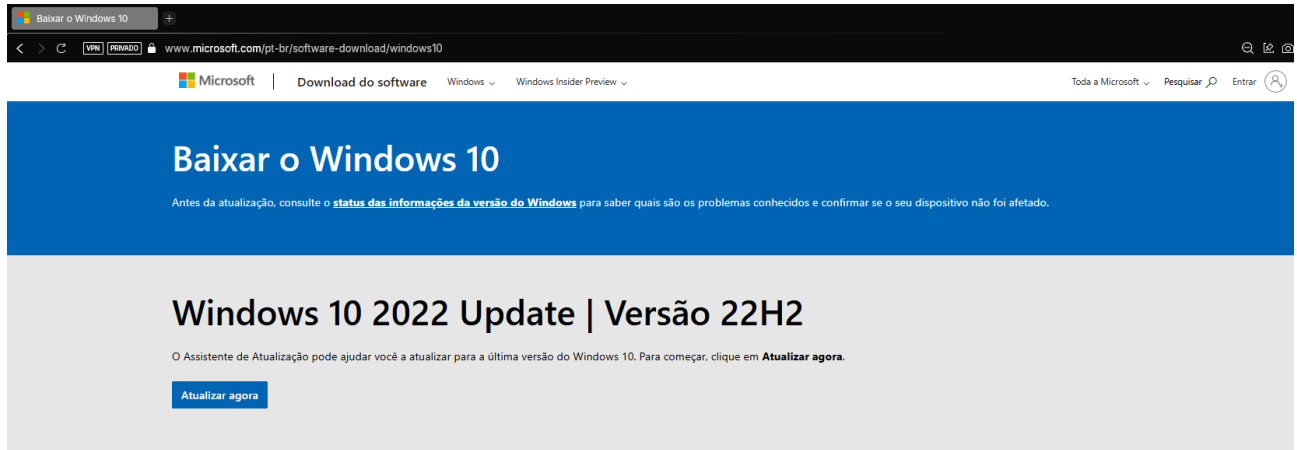 Baixar o Windows 10
VPN PRIVADO www.microsoft.com/pt-br/software-download/windows10
Microsoft Download do software Windows Windows Insider Preview Toda a Microsoft Pesquisar Entrar
Baixar o Windows 10
Antes da atualização, consulte o status das informações da versão do Windows para saber quais são os problemas conhecidos e confirmar se o seu dispositivo não foi afetado.
Windows 10 2022 Update | Versão 22H2
O Assistente de Atualização pode ajudar você a atualizar para a última versão do Windows 10. Para começar, clique em Atualizar agora.
Atualizar agora